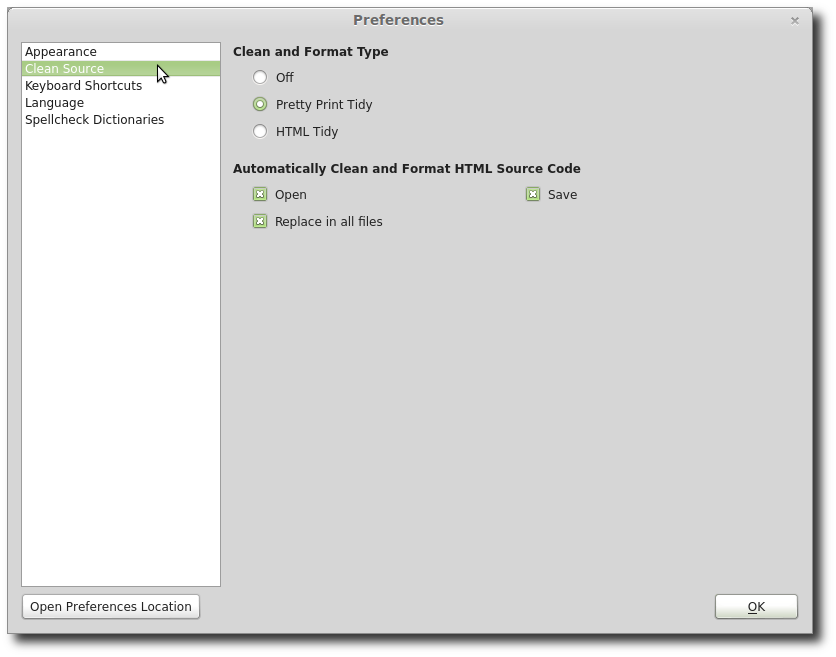 Preferences
Appearance
Clean Source
Keyboard Shortcuts
Language
Spellcheck Dictionaries
Clean and Format Type
Off
Pretty Print Tidy
HTML Tidy
Automatically Clean and Format HTML Source Code
Open Save
Replace in all files
Open Preferences Location OK